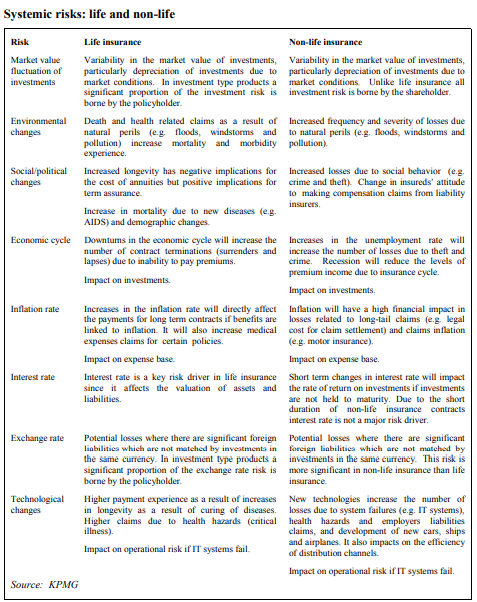 Systemic risks: life and non-life
Risk
Life insurance
Non-life insurance
Market value
fluctuation of
investments
Variability in the market value of investments,
particularly depreciation of investments due to
market conditions. In investment type products a
significant proportion of the investment risk is
borne by the policyholder.
Variability in the market value of investments,
particularly depreciation of investments due to
market conditions. Unlike life insurance all
investment risk is borne by the shareholder.
Environmental
changes
Death and health related claims as a result of
natural perils (e.g. floods, windstorms and
pollution) increase mortality and morbidity
experience.
Increased frequency and severity of losses due
to natural perils (e.g. floods, windstorms and
pollution).
Social/political
changes
Increased longevity has negative implications for
the cost of annuities but positive implications for
term assurance.
Increase in mortality due to new diseases (e.g.
AIDS) and demographic changes.
Increased losses due to social behavior (e.g.
crime and theft). Change in insureds' attitude
to making compensation claims from liability
insurers.
Economic cycle
Downturns in the economic cycle will increase the
number of contract terminations (surrenders and
lapses) due to inability to pay premiums.
Impact on investments.
Increases in the unemployment rate will
increase the number of losses due to theft and
crime. Recession will reduce the levels of
premium income due to insurance cycle.
Impact on investments.
Inflation rate
Increases in the inflation rate will directly affect
the payments for long term contracts if benefits are
linked to inflation. It will also increase medical
expenses claims for certain policies.
Impact on expense base.
Inflation will have a high financial impact in
losses related to long-tail claims (e.g. legal
cost for claim settlement) and claims inflation
(e.g. motor insurance).
Impact on expense base.
Interest rate
Interest rate is a key risk driver in life insurance
since it affects the valuation of assets and
liabilities.
Short term changes in interest rate will impact
the rate of return on investments if investments
are not held to maturity. Due to the short
duration of non-life insurance contracts
interest rate is not a major risk driver.
Exchange rate
Potential losses where there are significant foreign
liabilities which are not matched by investments in
the same currency. In investment type products a
significant proportion of the exchange rate risk is
borne by the policyholder.
Potential losses where there are significant
foreign liabilities which are not matched by
investments in the same currency. This risk is
more significant in non-life insurance than life
insurance.
Technological
changes
Higher payment experience as a result of increases
in longevity as a result of curing of diseases.
Higher claims due to health hazards (critical
illness).
Impact on operational risk if IT systems fail.
New technologies increase the number of
losses due to system failures (e.g. IT systems),
health hazards and employers liabilities
claims, and development of new cars, ships
and airplanes. It also impacts on the efficiency
of distribution channels.
Impact on operational risk if IT systems fail.
Source: KPMG